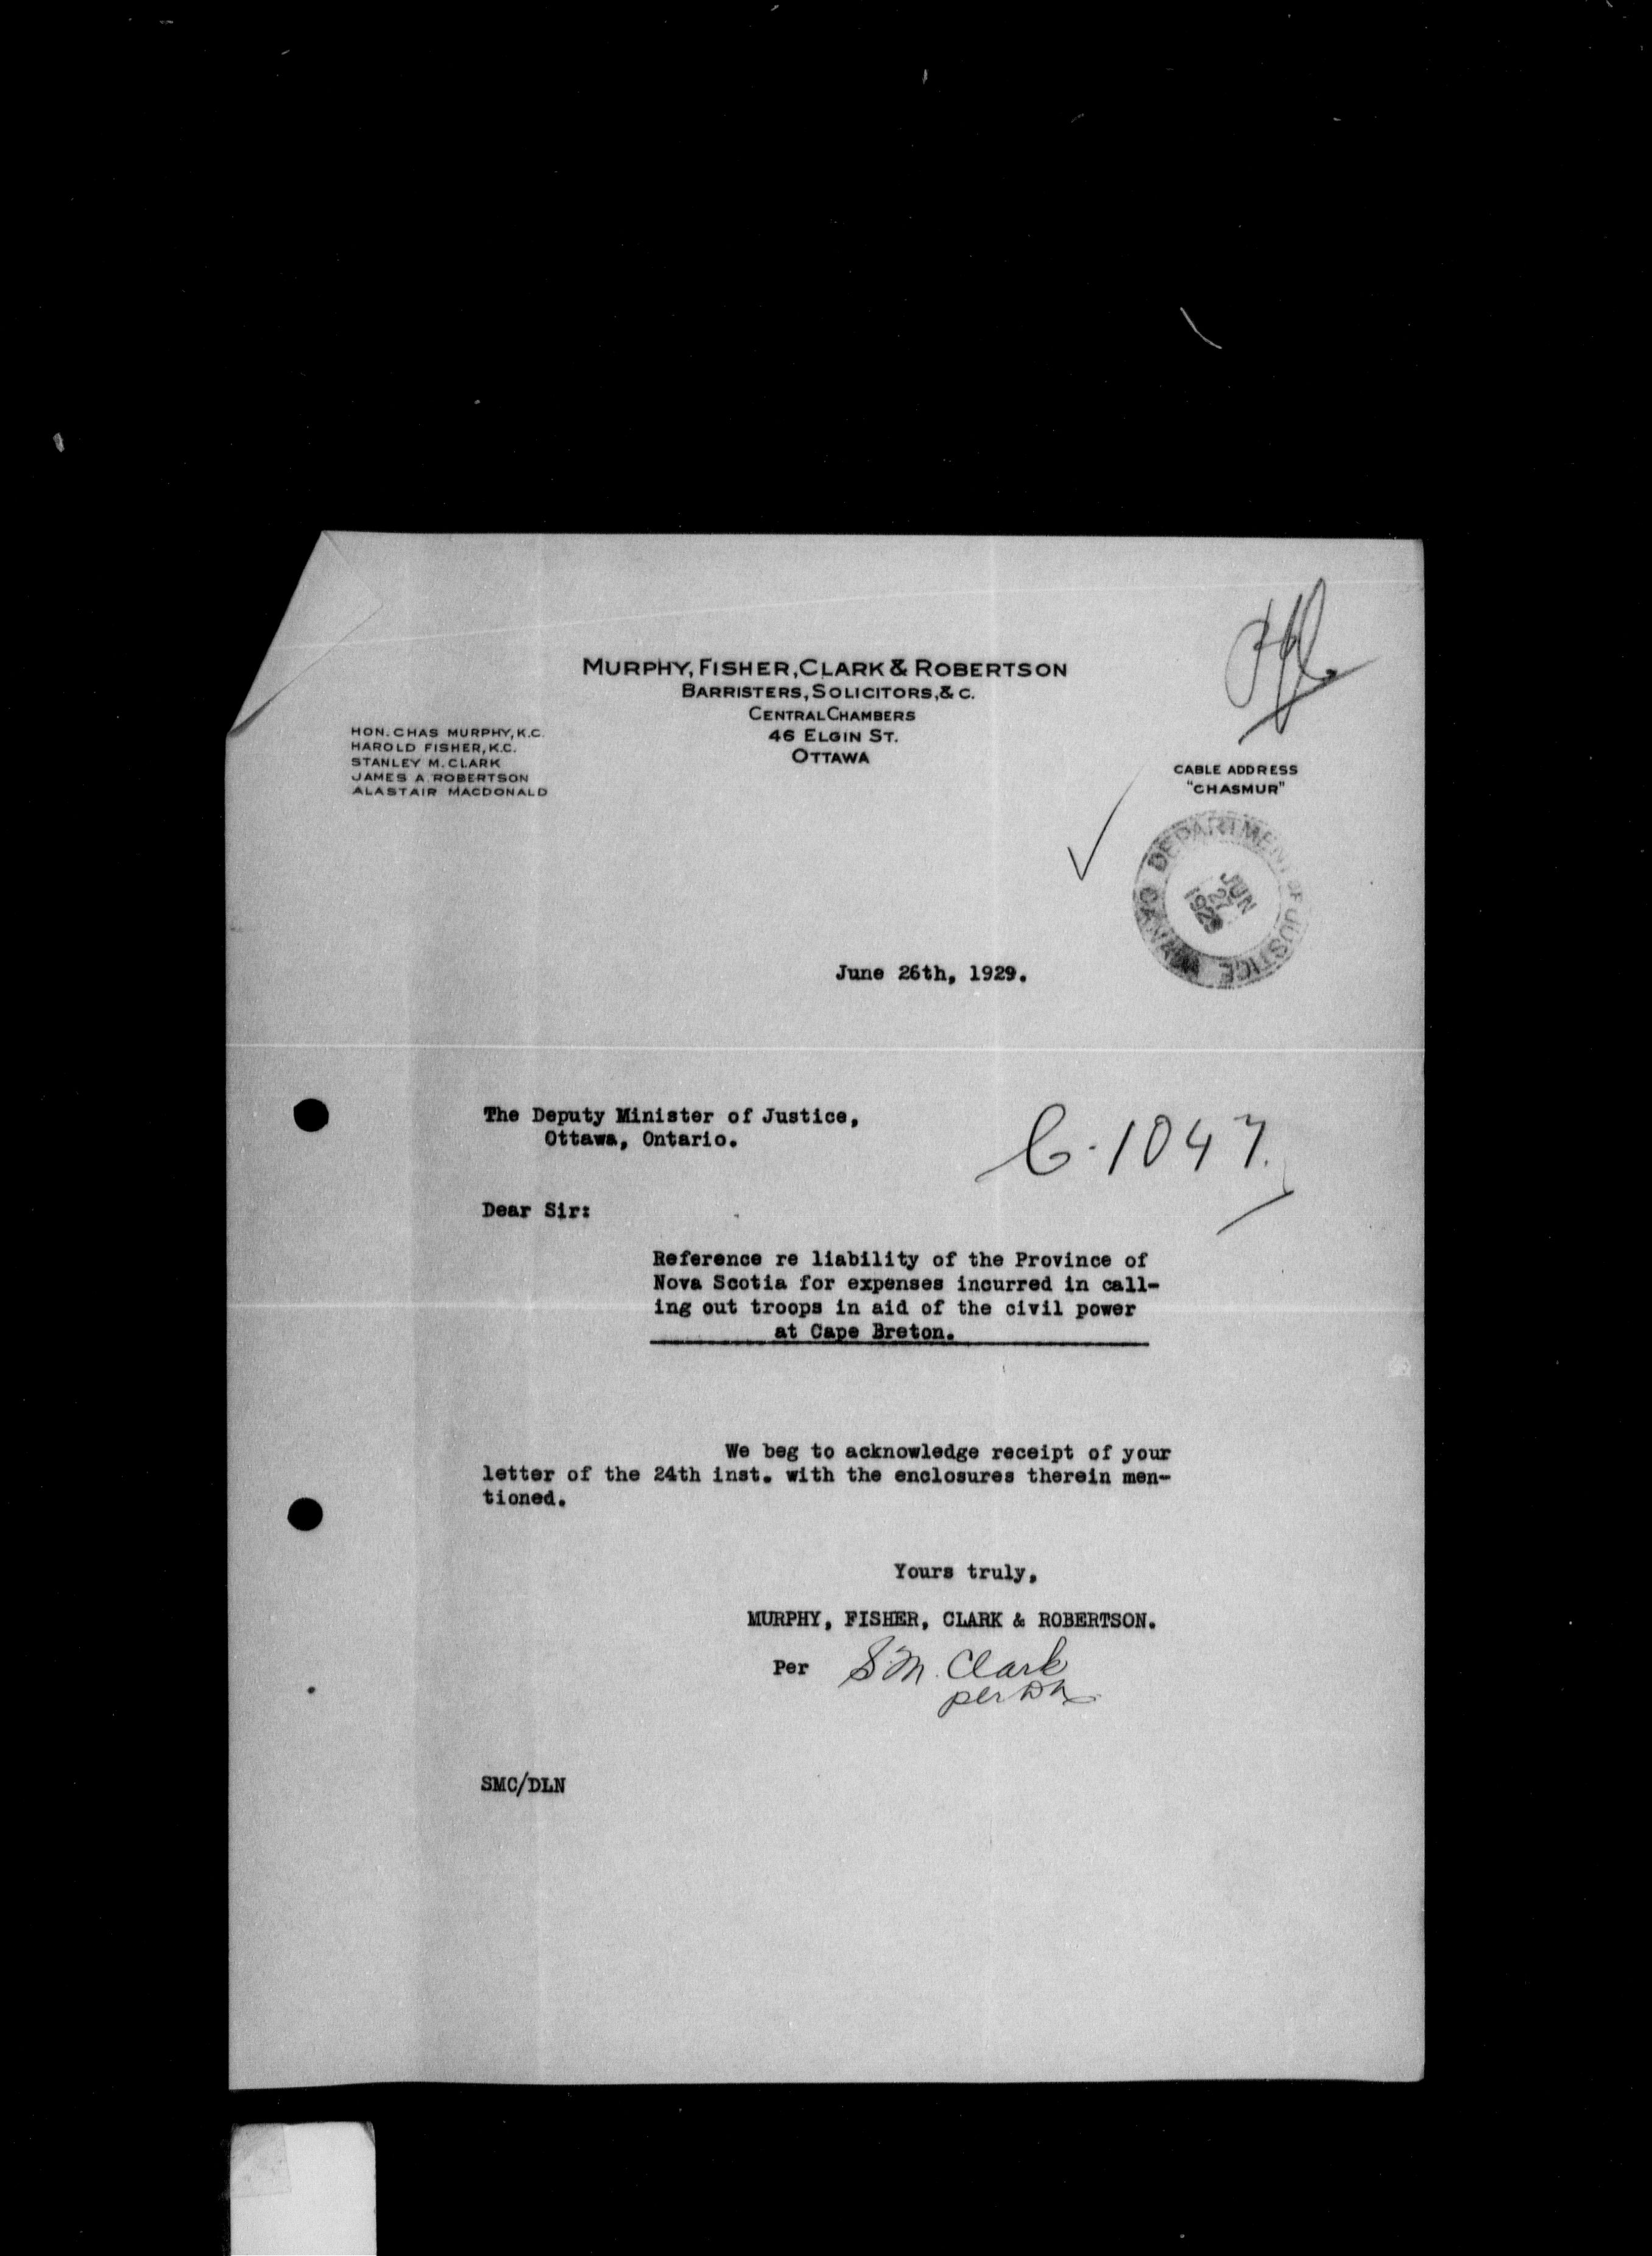 MURPHY, FISHER, CLARK & ROBERTSON
BARRISTERS, SOLICITORS, & C.
CENTRAL CHAMBERS
46 ELGIN ST.
OTTAWA
HON. CHAS MURPHY, K.C.
HAROLD FISHER, K.C.
STANLEY M. CLARK
JAMES A. ROBERTSON
ALASTAIR MACDONALD
CABLE ADDRESS
"CHASMUR"
DEPARTMENT OF JUSTICE CANADA
JUN
27
1929
June 26th, 1929.
The Deputy Minister of Justice,
Ottawa, Ontario.
C-1047.
Dear Sir:
Reference re liability of the Province of
Nova Scotia for expenses incurred in call-
ing out troops in aid of the civil power
at Cape Breton.
We beg to acknowledge receipt of your
letter of the 24th inst. with the enclosures therein men-
tioned.
Yours truly,
MURPHY, FISHER, CLARK & ROBERTSON.
Per S.M. Clark
per
SMC/DLN